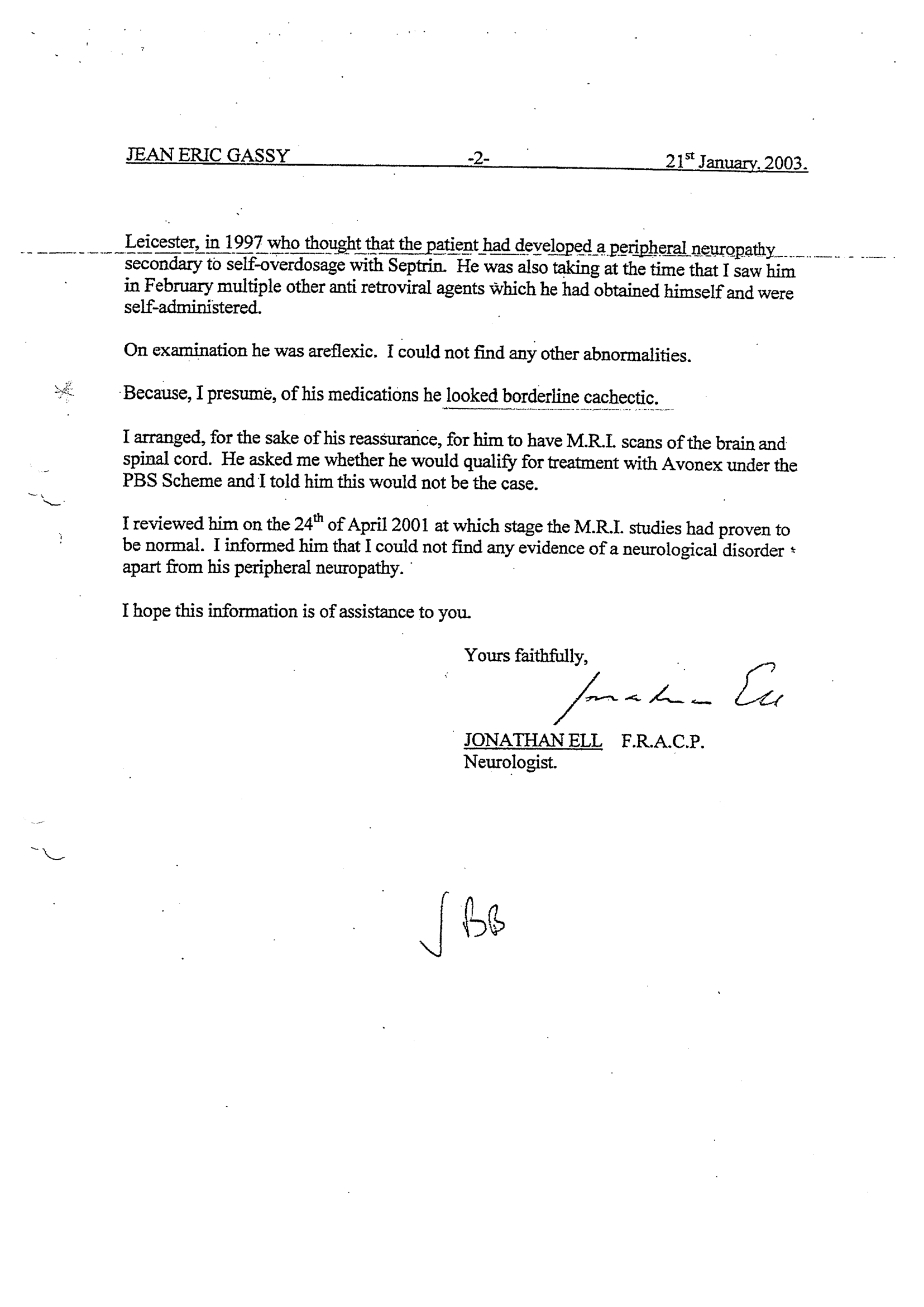 JEAN ERIC GASSY -2- 21st January, 2003.
Leicester, in 1997 who thought that the patient had developed a peripheral neuropathy
secondary to self-overdosage with Septrin. He was also taking at the time that I saw him
in February multiple other anti retroviral agents which he had obtained himself and were
self-administered.
On examination he was areflexic. I could not find any other abnormalities.
Because, I presume, of his medications he looked borderline cachectic.
I arranged, for the sake of his reassurance, for him to have M.R.I. scans of the brain and
spinal cord. He asked me whether he would qualify for treatment with Avonex under the
PBS Scheme and I told him this would not be the case.
I reviewed him on the 24th of April 2001 at which stage the M.R.I. studies had proven to
be normal. I informed him that I could not find any evidence of a neurological disorder
apart from his peripheral neuropathy.
I hope this information is of assistance to you.
Yours faithfully,
Jonathan Ell
JONATHAN ELL F.R.A.C.P.
Neurologist.
BB